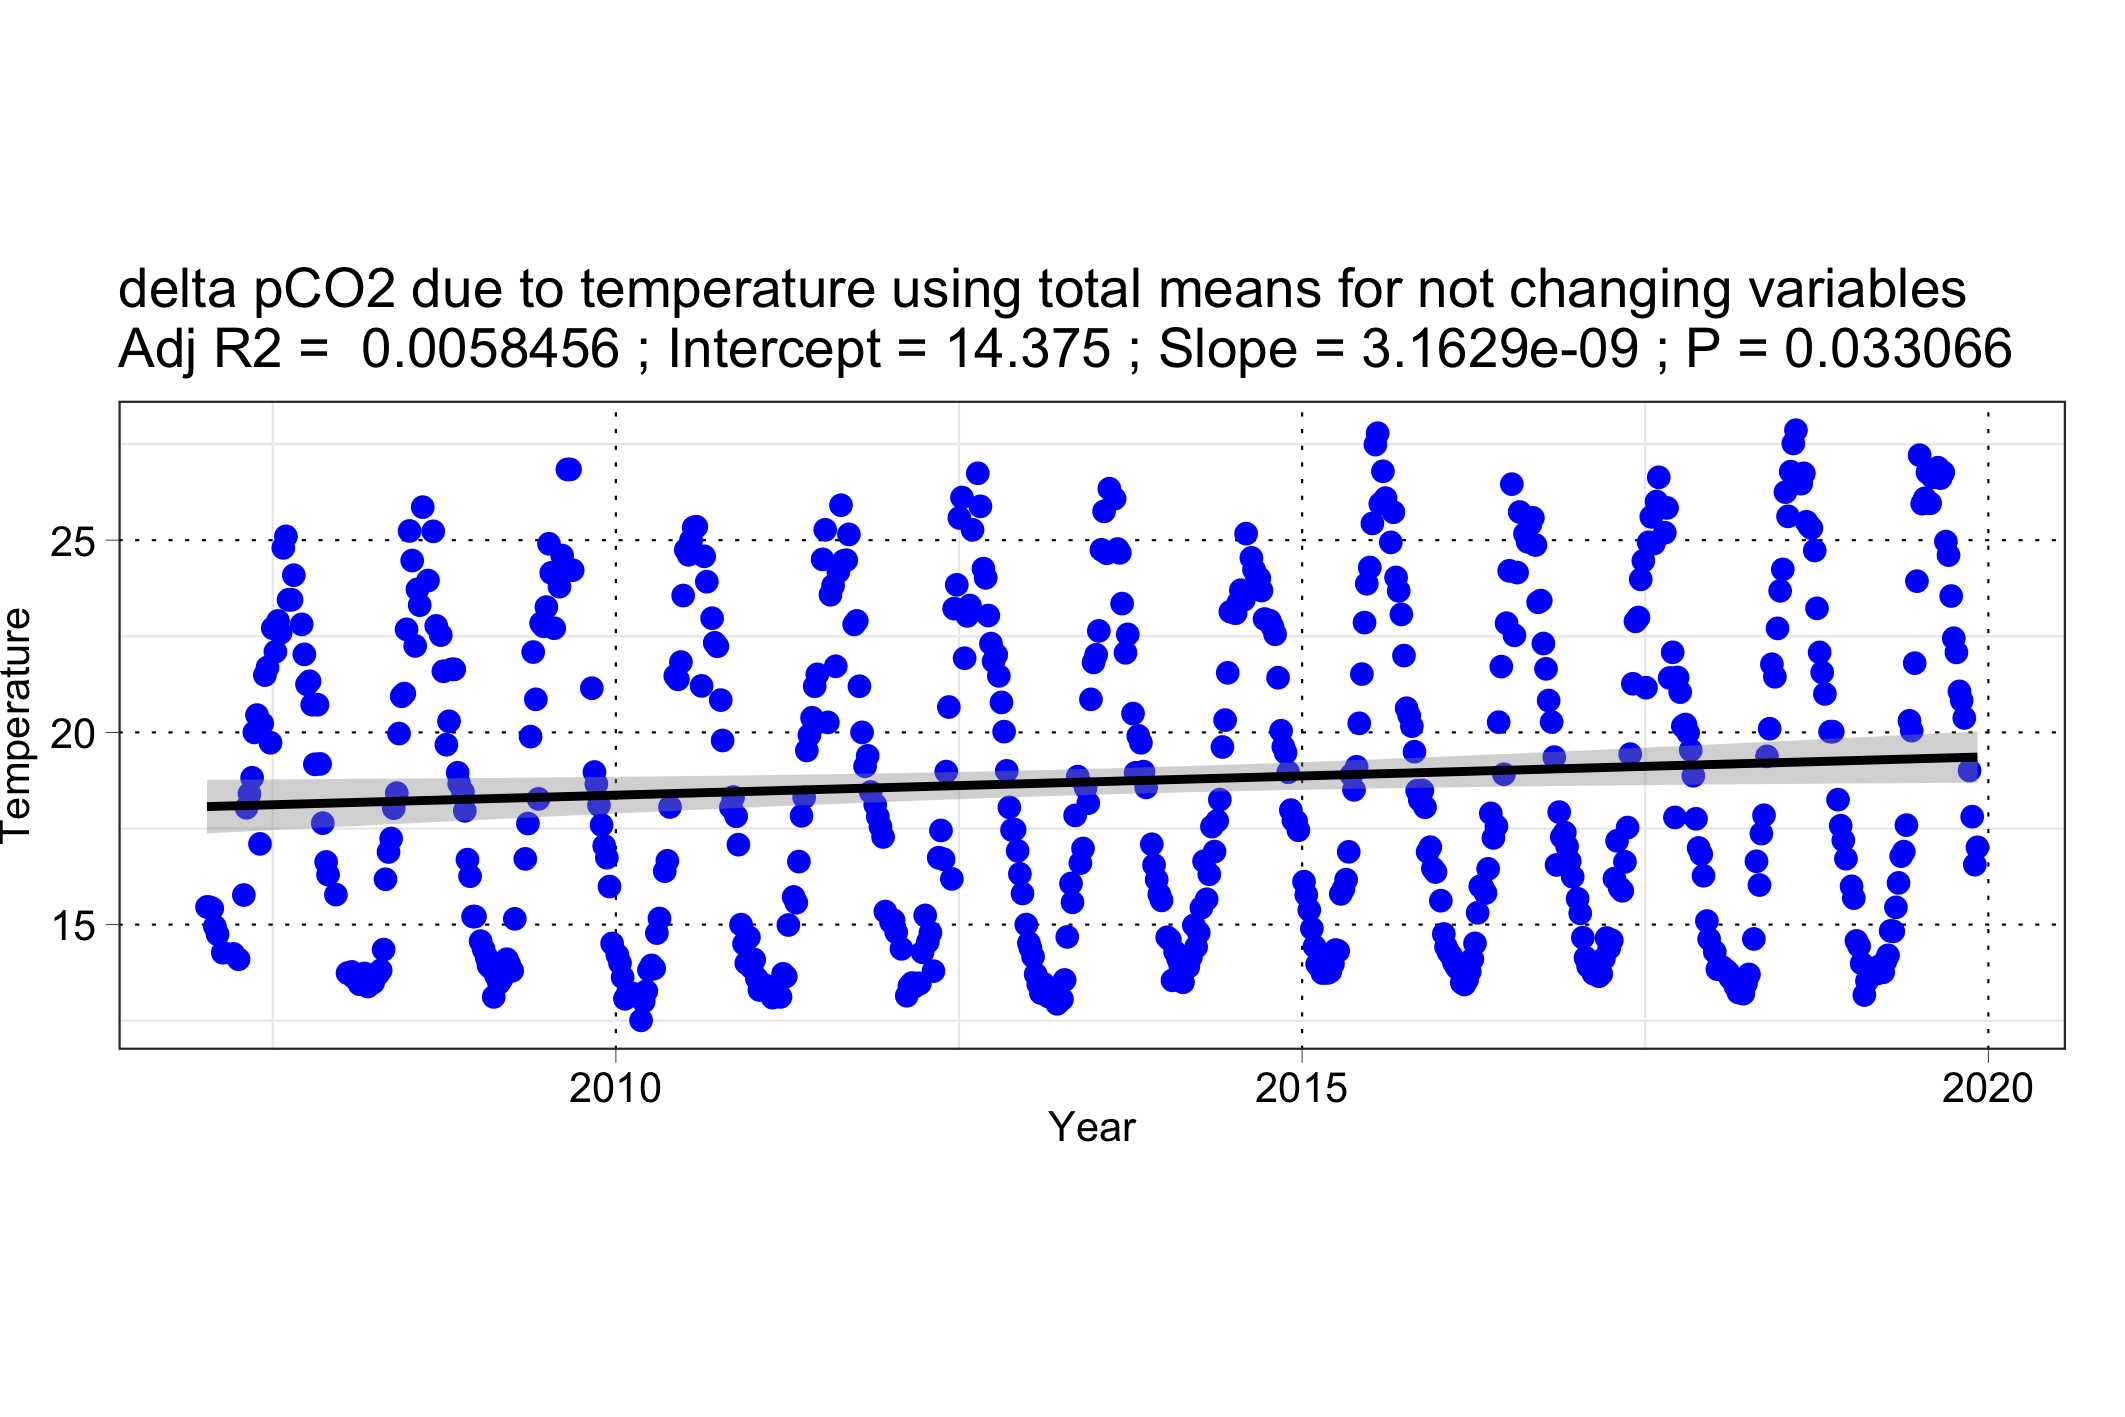 delta pCO2 due to temperature using total means for not changing variables
Adj R2 =  0.0058456 ; Intercept = 14.375 ; Slope = 3.1629e-09 ; P = 0.033066
Temperature
25
20
15
2010
2015
2020
Year